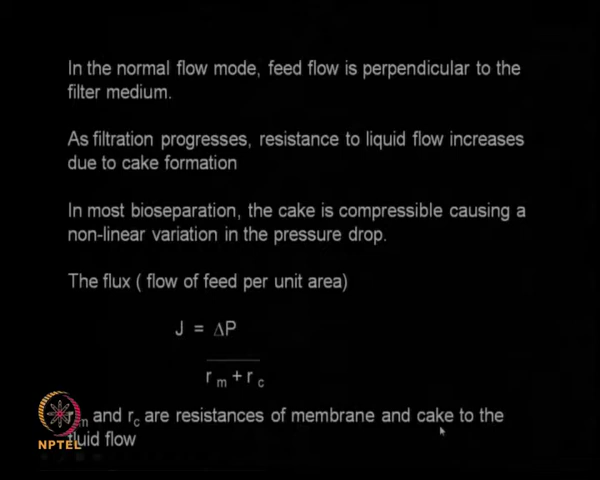 In the normal flow mode, feed flow is perpendicular to the
filter medium.
As filtration progresses, resistance to liquid flow increases
due to cake formation
In most bioseparation, the cake is compressible causing a
non-linear variation in the pressure drop.
The flux ( flow of feed per unit area)
J = ΔP
r m + r c
r m and r c are resistances of membrane and cake to the
fluid flow
NPTEL